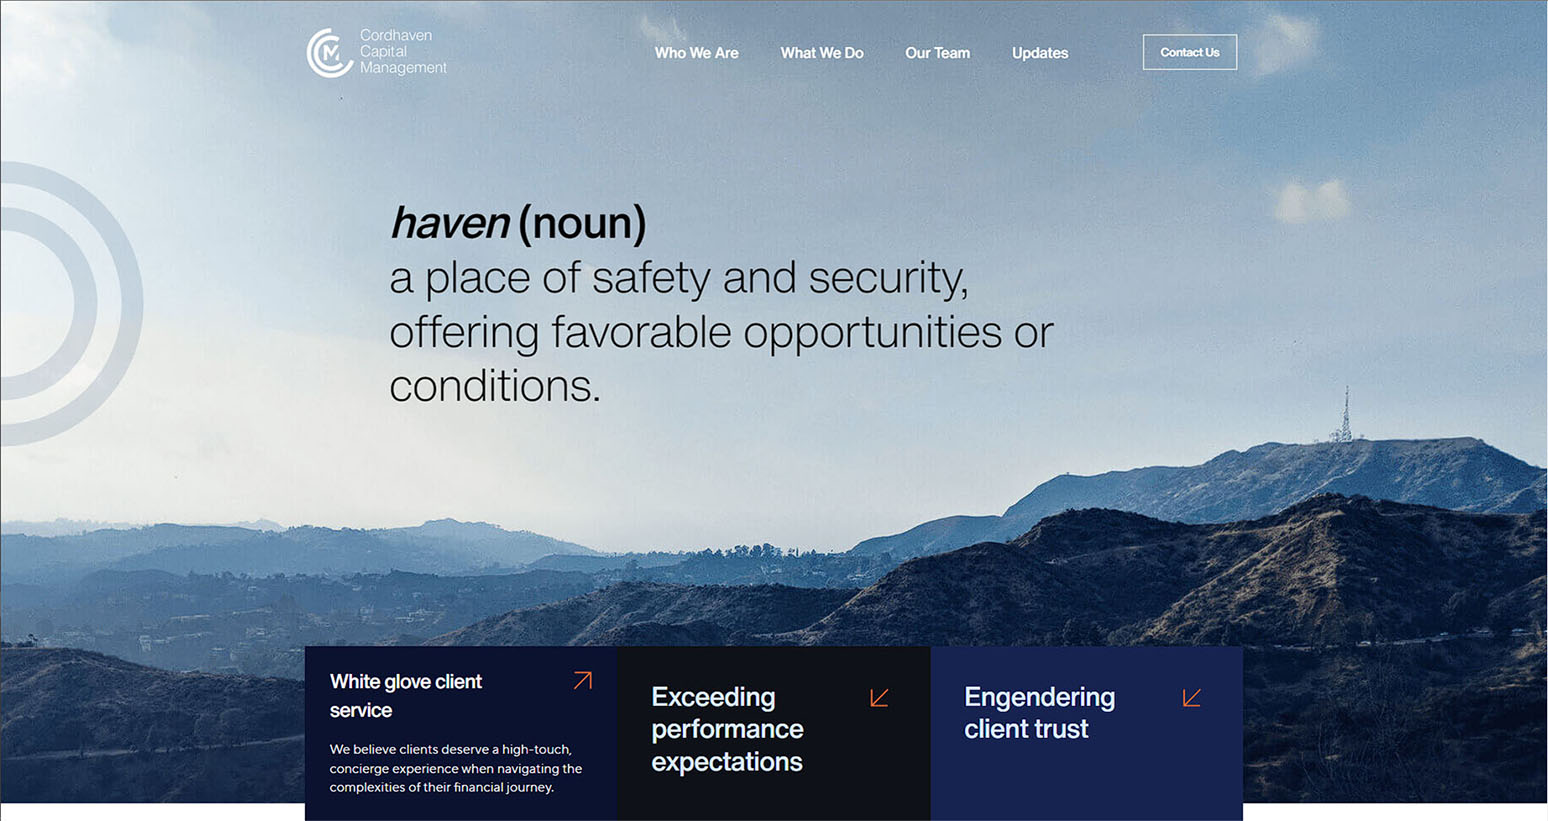 Cordhaven
Capital
Management
CM
Who We Are
What We Do
Our Team
Updates
Contact Us
haven (noun)
a place of safety and security,
offering favorable opportunities or
conditions.
White glove client
service
We believe clients deserve a high-touch,
concierge experience when navigating the
complexities of their financial journey.
Exceeding
performance
expectations
Engendering
client trust